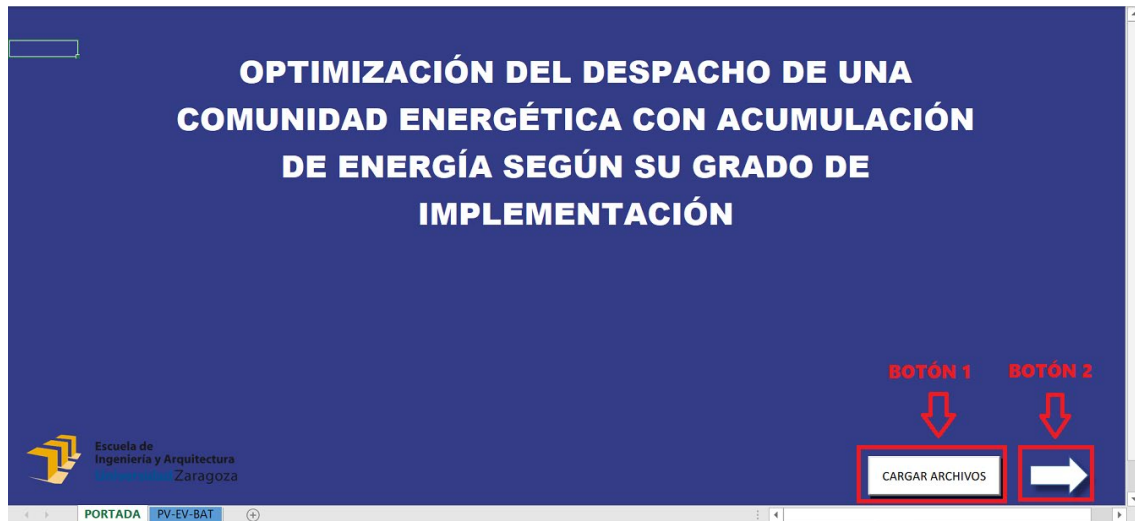 OPTIMIZACIÓN DEL DESPACHO DE UNA
COMUNIDAD ENERGÉTICA CON ACUMULACIÓN
DE ENERGÍA SEGÚN SU GRADO DE
IMPLEMENTACIÓN
BOTÓN 1
BOTÓN 2
Escuela de
Ingeniería y Arquitectura
Universidad Zaragoza
CARGAR ARCHIVOS
PORTADA
PV-EV-BAT